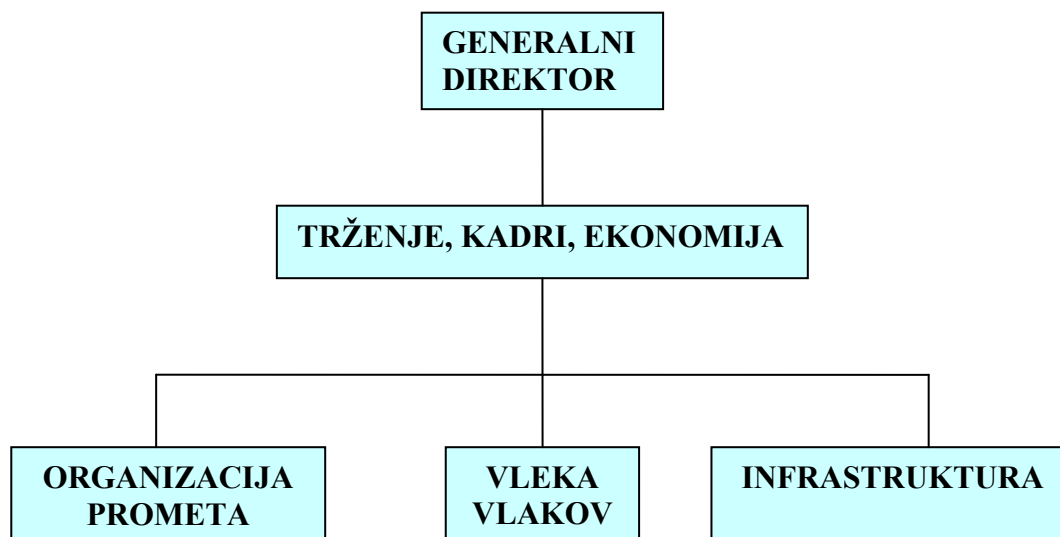 GENERALNI
DIREKTOR
TRŽENJE, KADRI, EKONOMIJA
ORGANIZACIJA
PROMETA
VLEKA
VLAKOV
INFRASTRUKTURA